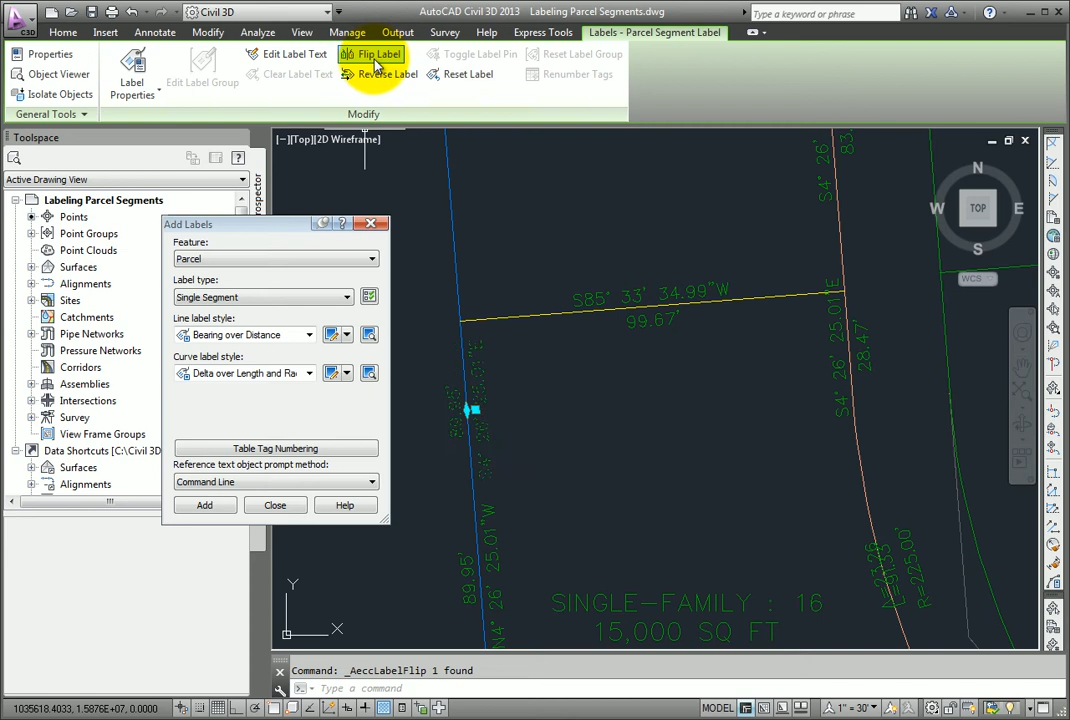 Civil 3D
AutoCAD Civil 3D 2013
Labeling Parcel Segments.dwg
Type a keyword or phrase
C3D
Home
Insert
Annotate
Modify
Analyze
View
Manage
Output
Survey
Help
Express Tools
Labels - Parcel Segment Label
Properties
Object Viewer
Isolate Objects
General Tools
Label
Properties
Edit Label Group
Edit Label Text
Clear Label Text
Flip Label
Reverse Label
Toggle Label Pin
Reset Label
Reset Label Group
Renumber Tags
Modify
Toolspace
Active Drawing View
Labeling Parcel Segments
Points
Point Groups
Point Clouds
Surfaces
Alignments
Sites
Catchments
Pipe Networks
Pressure Networks
Corridors
Assemblies
Intersections
Survey
View Frame Groups
Data Shortcuts [C:\Civil 3D
Surfaces
Alignments
Add Labels
Feature:
Parcel
Label type:
Single Segment
Line label style:
Bearing over Distance
Curve label style:
Delta over Length and Ra
Table Tag Numbering
Reference text object prompt method:
Command Line
Add
Close
Help
[−][Top][2D Wireframe]
N
W
TOP
E
S
WCS
S4° 26'
83.
S85° 33' 34.99"W
99.67'
S4° 26' 25.01"E
28.47'
89.95'
89.95'
N4° 26' 25.01"W
R=225.00'
SINGLE-FAMILY : 16
15,000 SQ FT
Y
X
Command: _AeccLabelFlip 1 found
Type a command
1035618.4033, 1.5876E+07, 0.0000
MODEL
1" = 30'